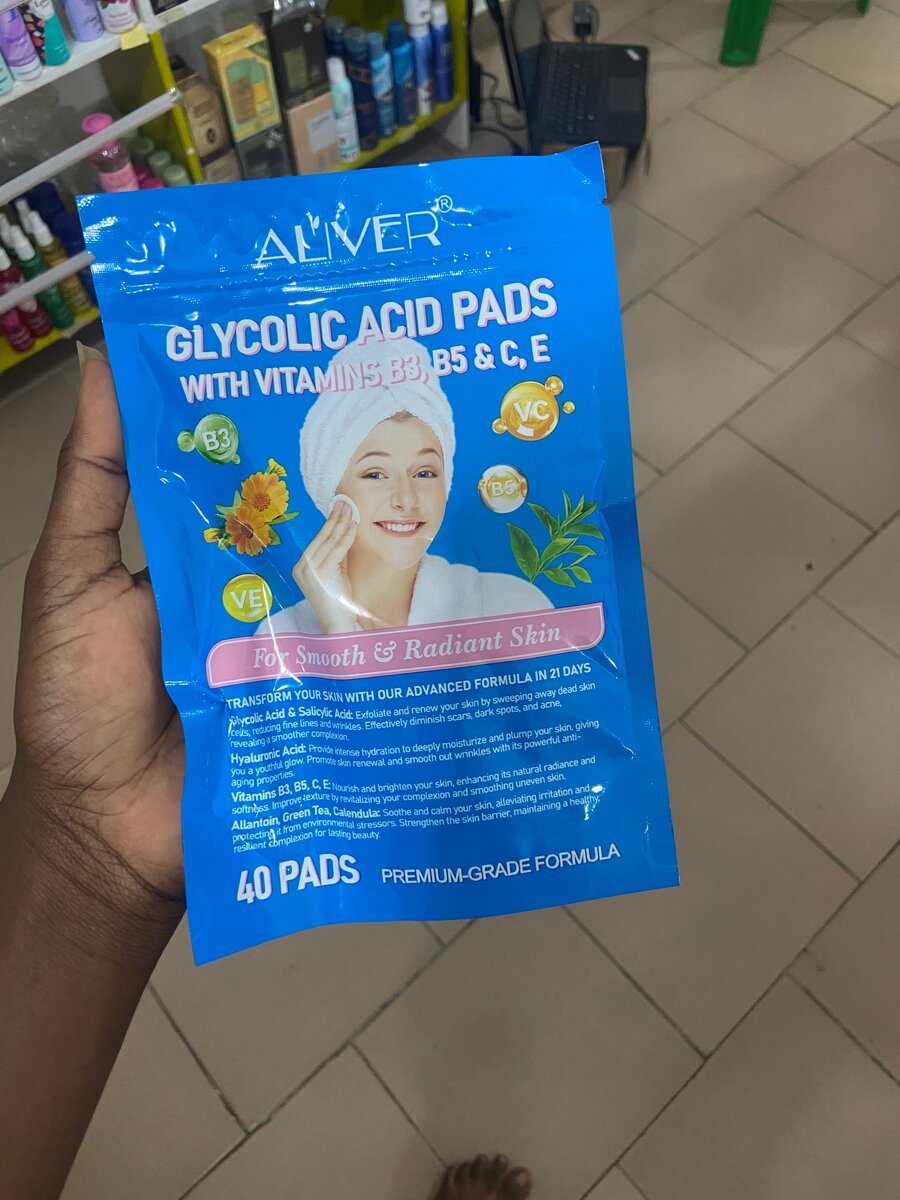 ALIVER®
GLYCOLIC ACID PADS
WITH VITAMINS B3, B5 & C, E
B3
VC
B5
VE
For Smooth & Radiant Skin
TRANSFORM YOUR SKIN WITH OUR ADVANCED FORMULA IN 21 DAYS
Glycolic Acid & Salicylic Acid: Exfoliate and renew your skin by sweeping away dead skin
cells, reducing fine lines and wrinkles. Effectively diminish scars, dark spots, and acne,
revealing a smoother complexion.
Hyaluronic Acid: Provide intense hydration to deeply moisturize and plump your skin, giving
you a youthful glow. Promote skin renewal and smooth out wrinkles with its powerful anti-
aging properties.
Vitamins B3, B5, C, E: Nourish and brighten your skin, enhancing its natural radiance and
softness. Improve texture by revitalizing your complexion and smoothing uneven skin.
Allantoin, Green Tea, Calendula: Soothe and calm your skin, alleviating irritation and
protecting it from environmental stressors. Strengthen the skin barrier, maintaining a healthy,
resilient complexion for lasting beauty.
40 PADS
PREMIUM-GRADE FORMULA